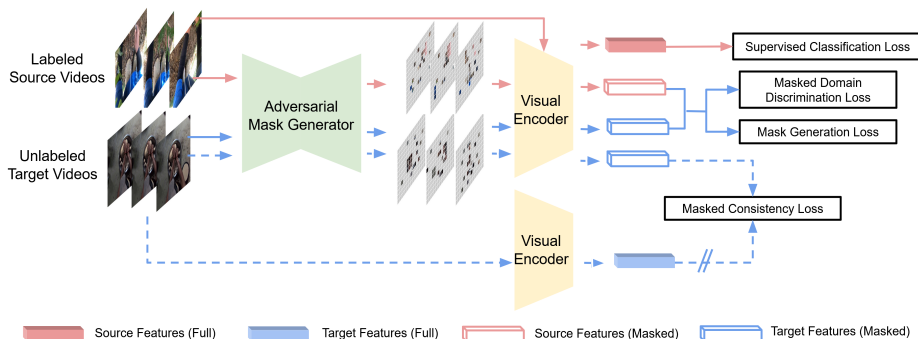 Labeled
Source Videos
Unlabeled
Target Videos
Adversarial
Mask Generator
Visual
Encoder
Visual
Encoder
Supervised Classification Loss
Masked Domain
Discrimination Loss
Mask Generation Loss
Masked Consistency Loss
Source Features (Full)
Target Features (Full)
Source Features (Masked)
Target Features (Masked)